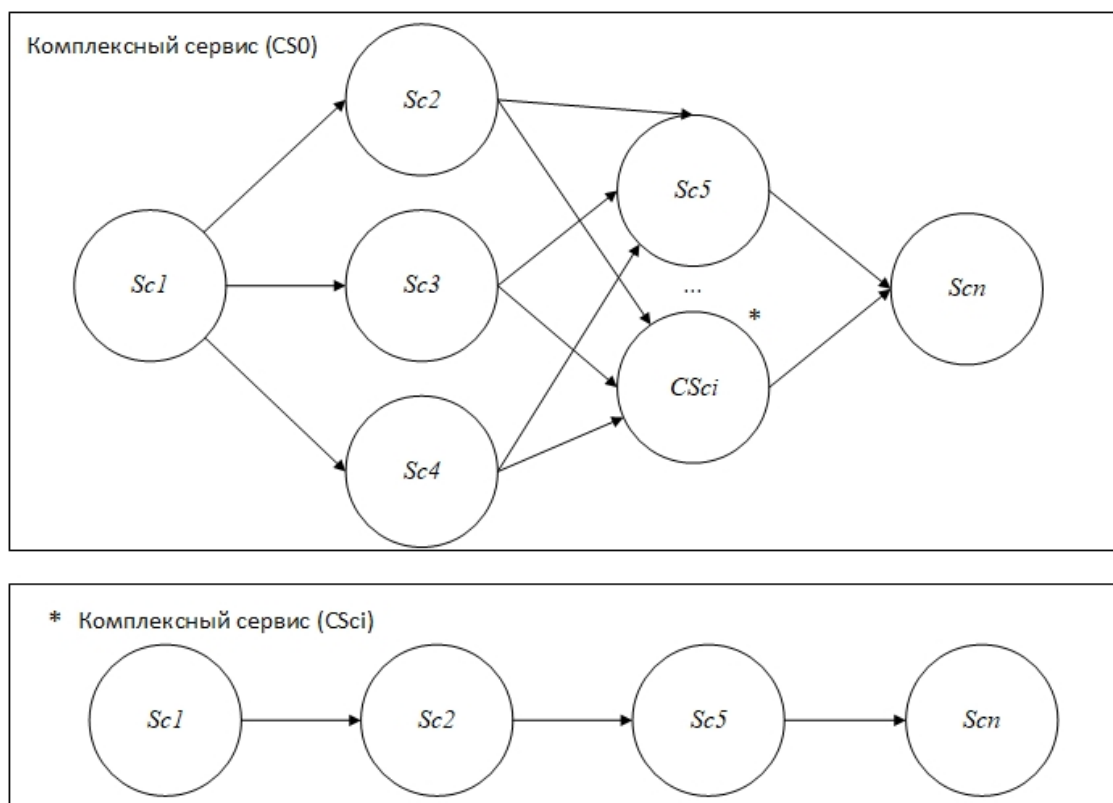 Комплексный сервис (CS0)
Sc2
Sc5
Sc1
Sc3
Scn
...
*
CSci
Sc4
* Комплексный сервис (CSci)
Sc1
Sc2
Sc5
Scn